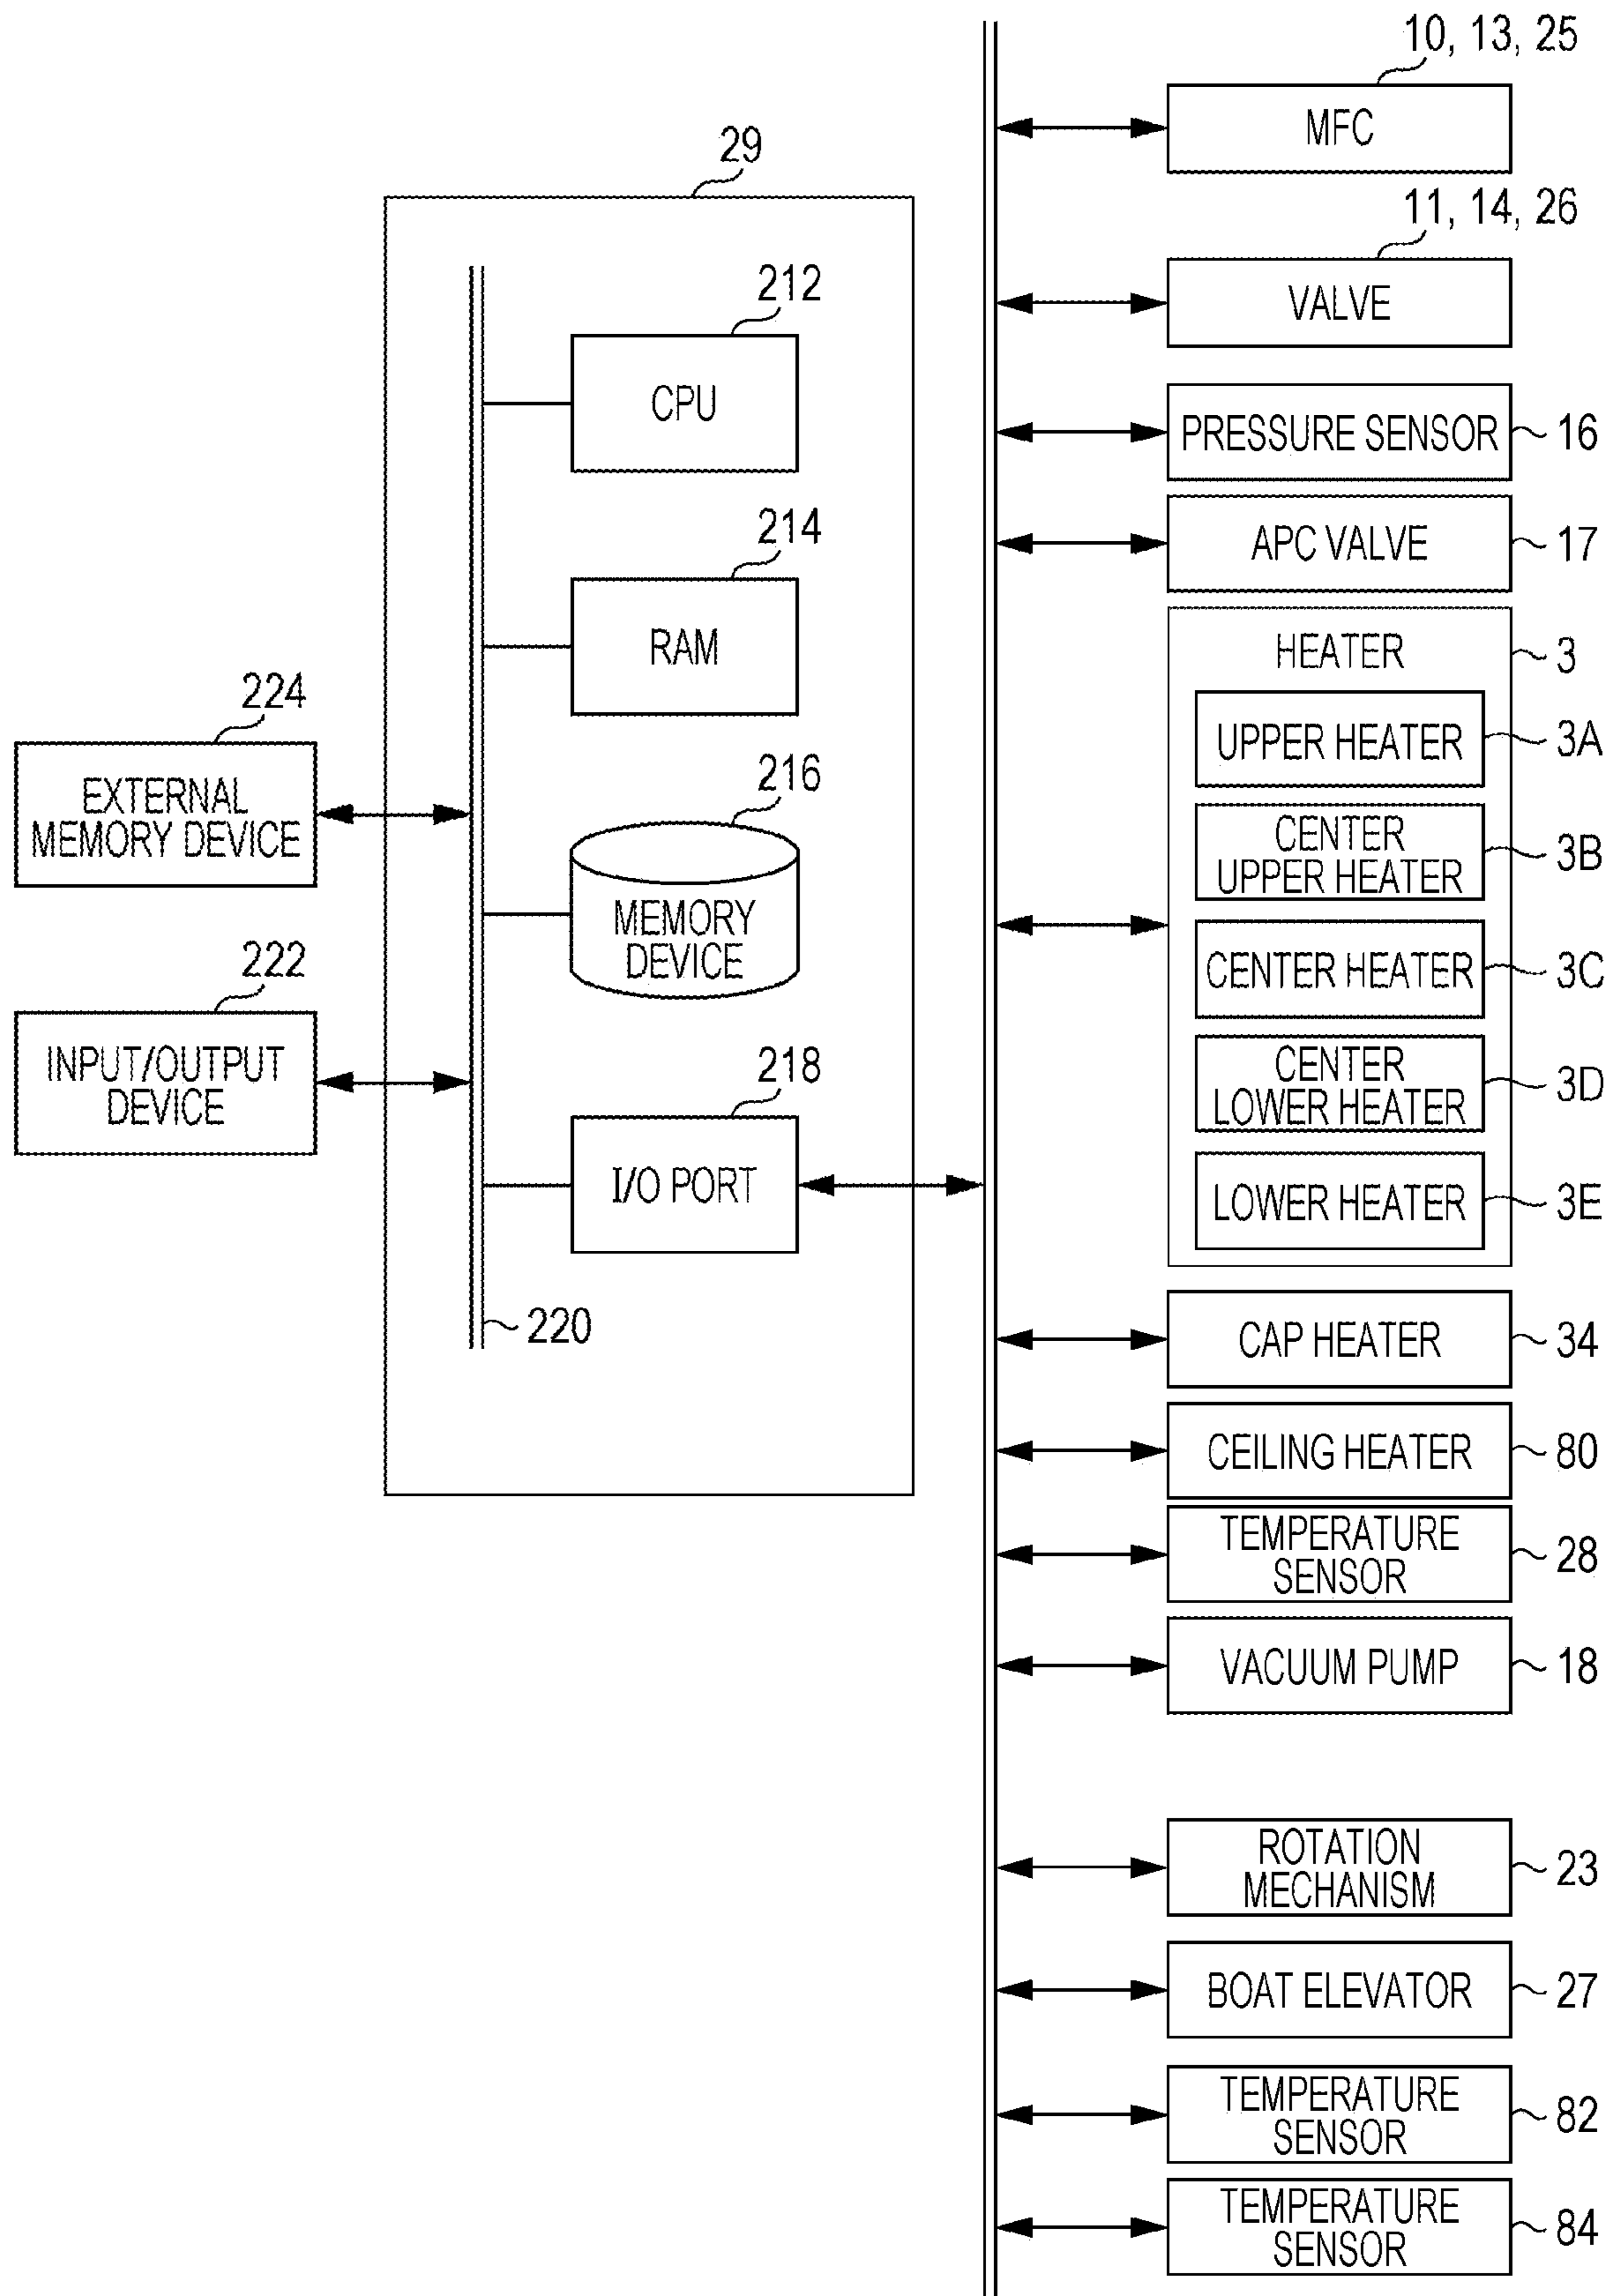 29
212
CPU
214
RAM
224
EXTERNAL
MEMORY DEVICE
216
MEMORY
DEVICE
222
INPUT/OUTPUT
DEVICE
218
I/O PORT
220
10, 13, 25
MFC
11, 14, 26
VALVE
PRESSURE SENSOR
16
APC VALVE
17
HEATER
3
UPPER HEATER
3A
CENTER
UPPER HEATER
3B
CENTER HEATER
3C
CENTER
LOWER HEATER
3D
LOWER HEATER
3E
CAP HEATER
34
CEILING HEATER
80
TEMPERATURE
SENSOR
28
VACUUM PUMP
18
ROTATION
MECHANISM
23
BOAT ELEVATOR
27
TEMPERATURE
SENSOR
82
TEMPERATURE
SENSOR
84